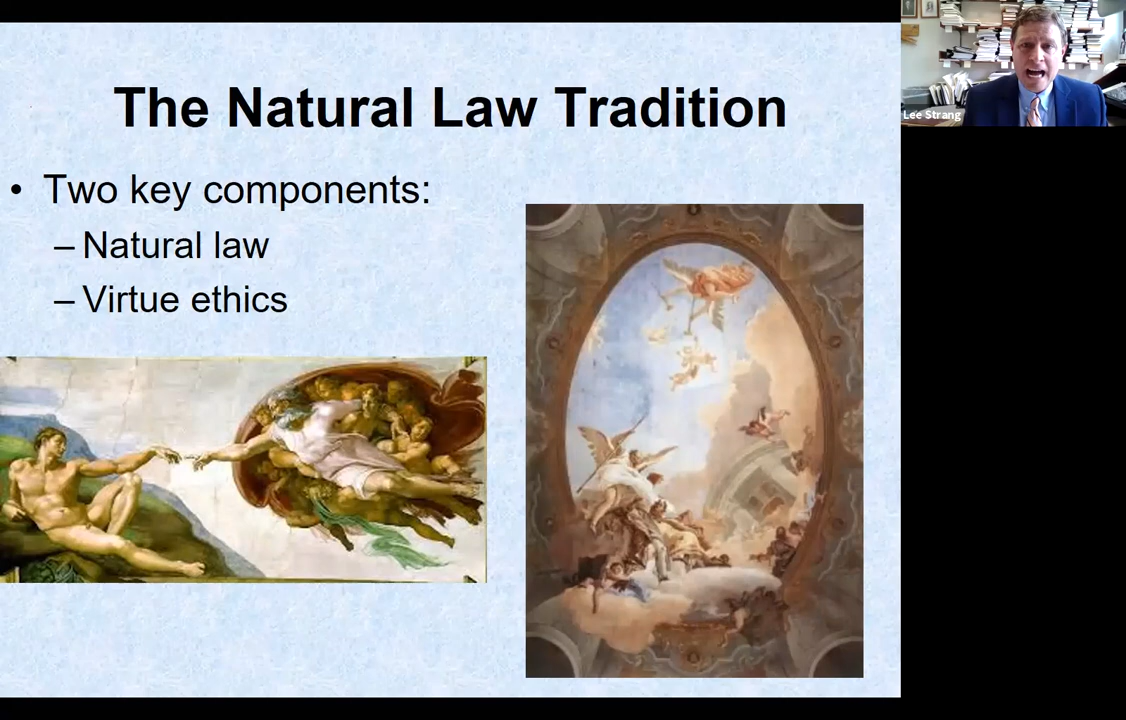 The Natural Law Tradition
• Two key components:
– Natural law
– Virtue ethics
Lee Strang